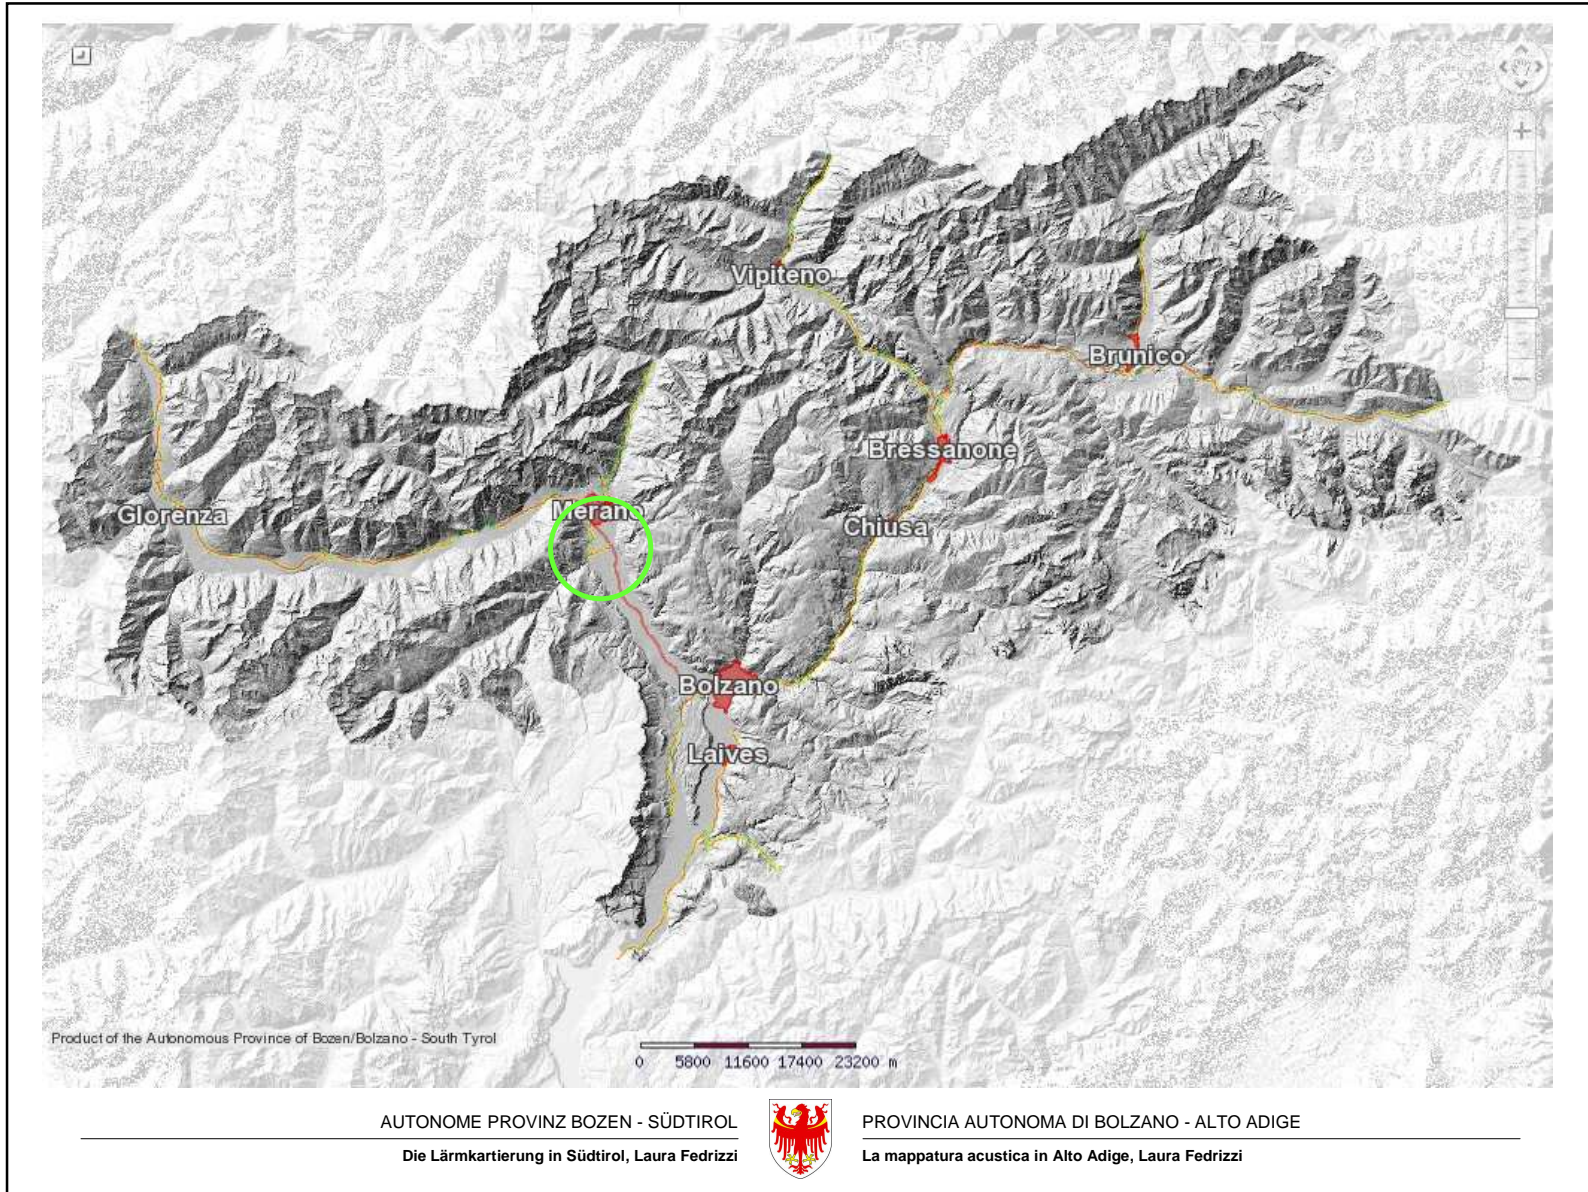 Vipiteno
Brunico
Bressanone
Merano
Glorenza
Chiusa
Bolzano
Laives
Product of the Autonomous Province of Bozen/Bolzano - South Tyrol
0 5800 11600 17400 23200 m
AUTONOME PROVINZ BOZEN - SÜDTIROL
PROVINCIA AUTONOMA DI BOLZANO - ALTO ADIGE
Die Lärmkartierung in Südtirol, Laura Fedrizzi
La mappatura acustica in Alto Adige, Laura Fedrizzi